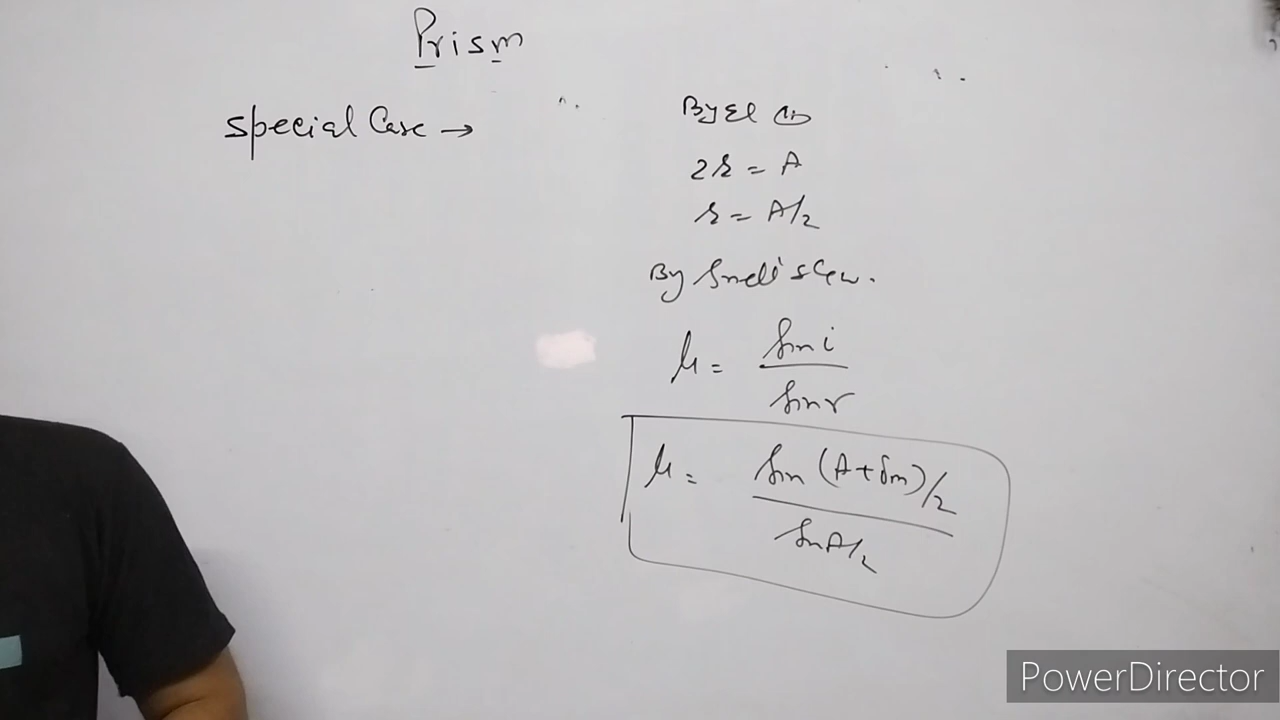 Prism
Special Case →
By Eq (1)
2r = A
r = A/2
By Snell's Law.
μ = sin i / sin r
μ = sin (A + δm)/2 / sin A/2
PowerDirector